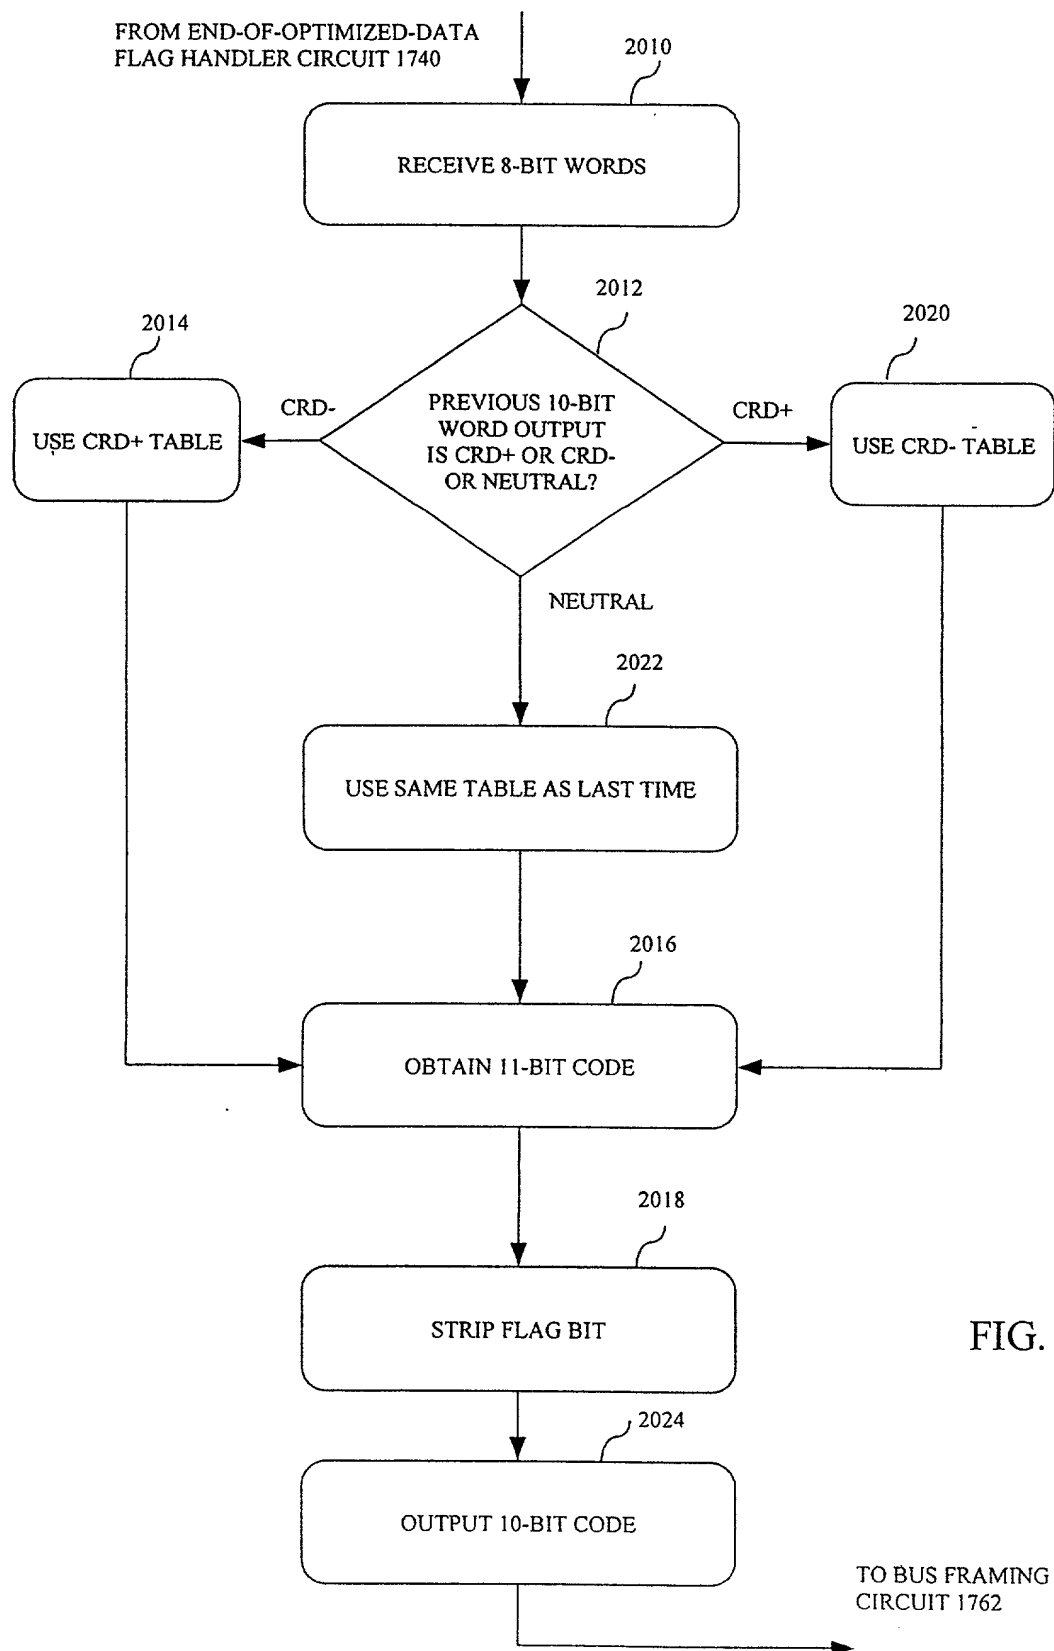 FROM END-OF-OPTIMIZED-DATA
FLAG HANDLER CIRCUIT 1740
2010
RECEIVE 8-BIT WORDS
2012
2014
2020
CRD-
PREVIOUS 10-BIT
WORD OUTPUT
IS CRD+ OR CRD-
OR NEUTRAL?
CRD+
USE CRD+ TABLE
USE CRD- TABLE
NEUTRAL
2022
USE SAME TABLE AS LAST TIME
2016
OBTAIN 11-BIT CODE
2018
STRIP FLAG BIT
FIG.
2024
OUTPUT 10-BIT CODE
TO BUS FRAMING
CIRCUIT 1762